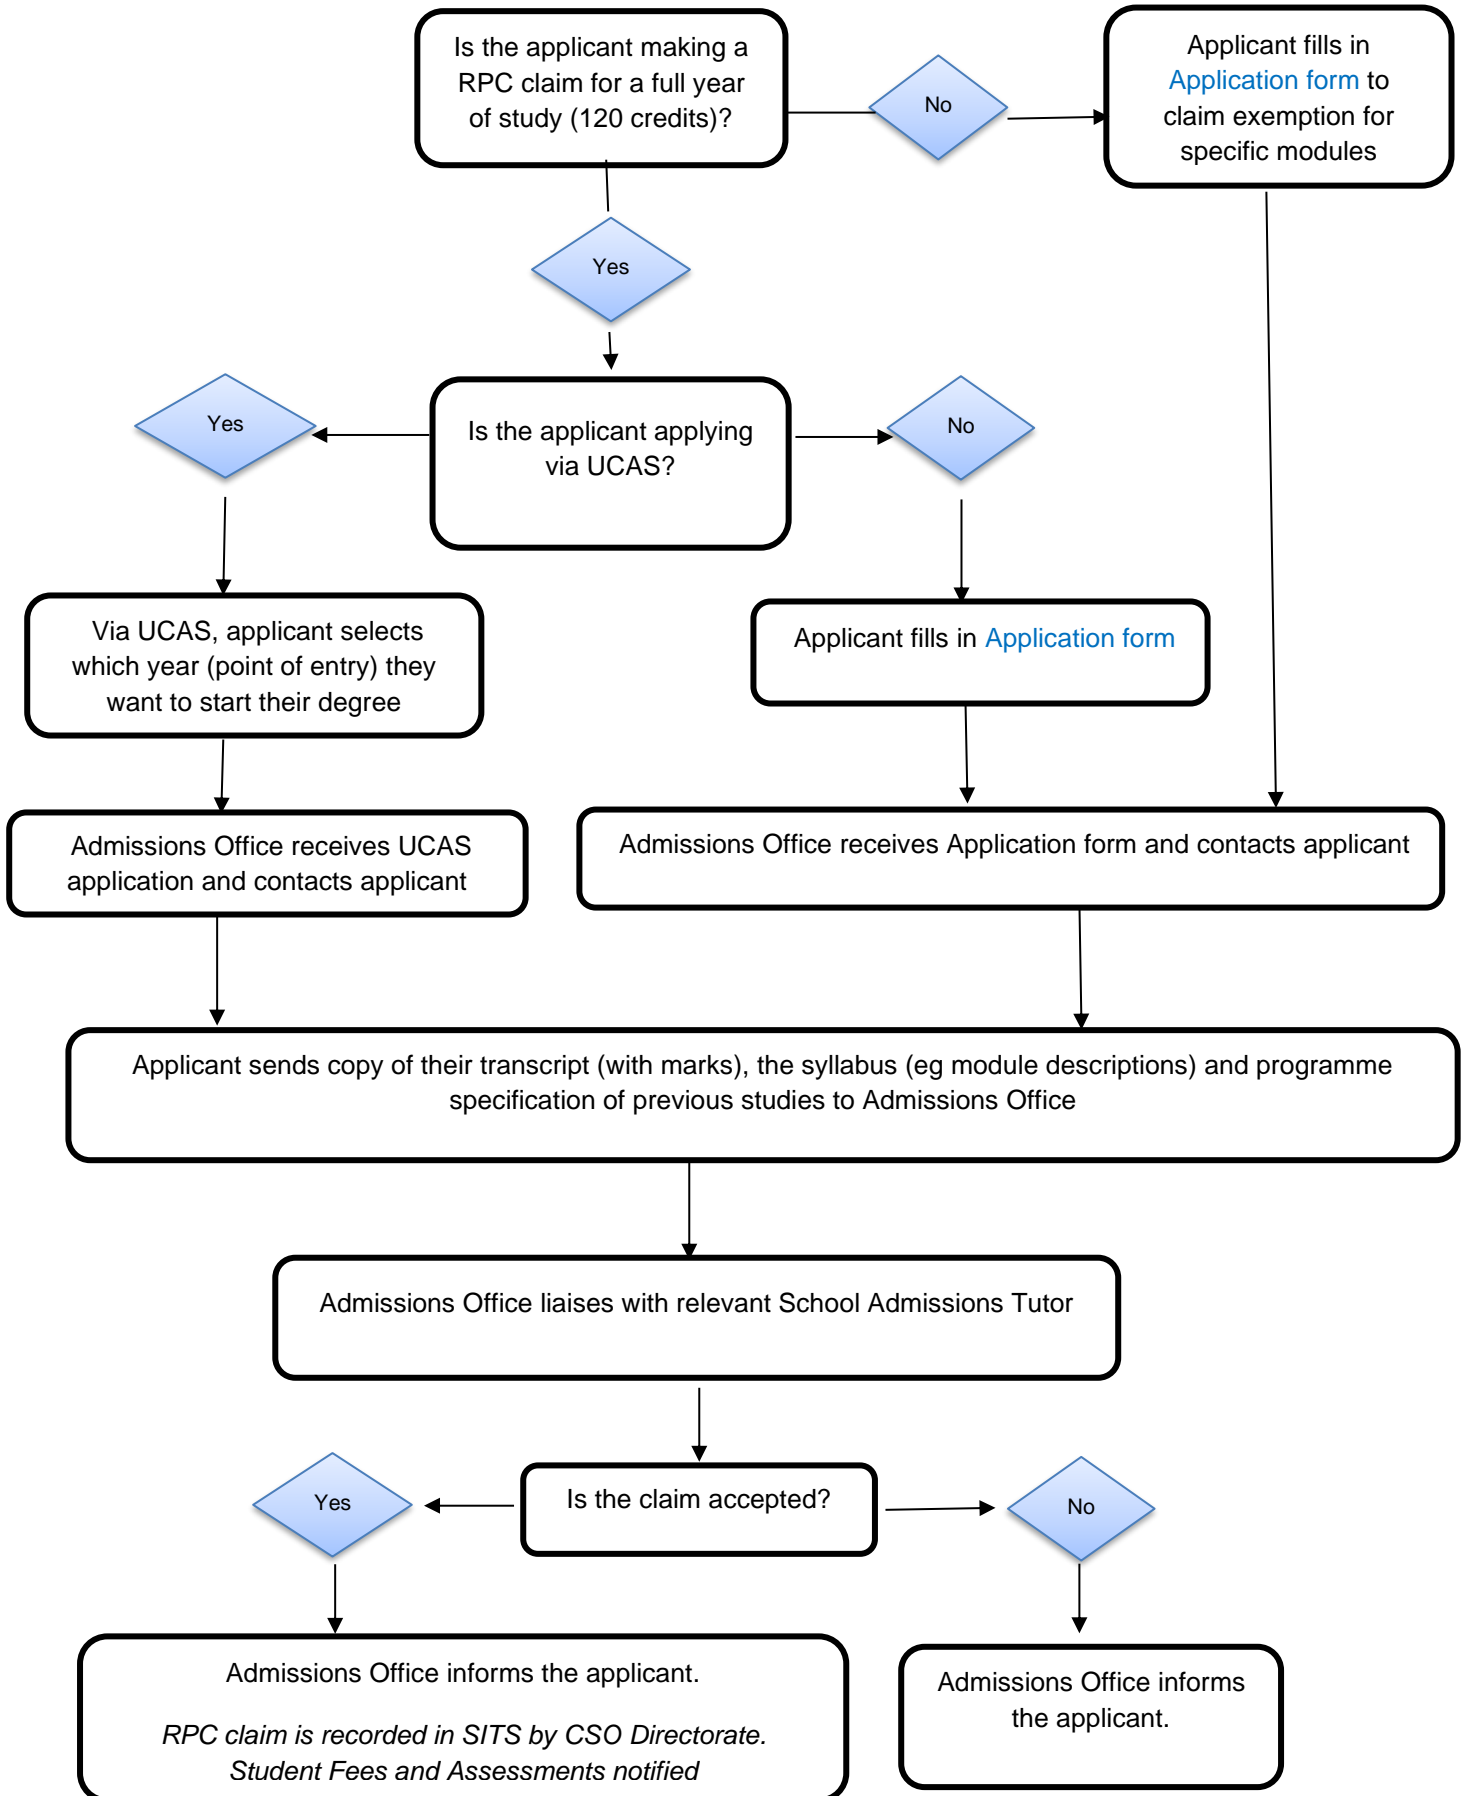 Is the applicant making a
RPC claim for a full year
of study (120 credits)?
No
Applicant fills in
Application form to
claim exemption for
specific modules
Yes
Yes
Is the applicant applying
via UCAS?
No
Via UCAS, applicant selects
which year (point of entry) they
want to start their degree
Applicant fills in Application form
Admissions Office receives UCAS
application and contacts applicant
Admissions Office receives Application form and contacts applicant
Applicant sends copy of their transcript (with marks), the syllabus (eg module descriptions) and programme
specification of previous studies to Admissions Office
Admissions Office liaises with relevant School Admissions Tutor
Yes
Is the claim accepted?
No
Admissions Office informs the applicant.
RPC claim is recorded in SITS by CSO Directorate.
Student Fees and Assessments notified
Admissions Office informs
the applicant.